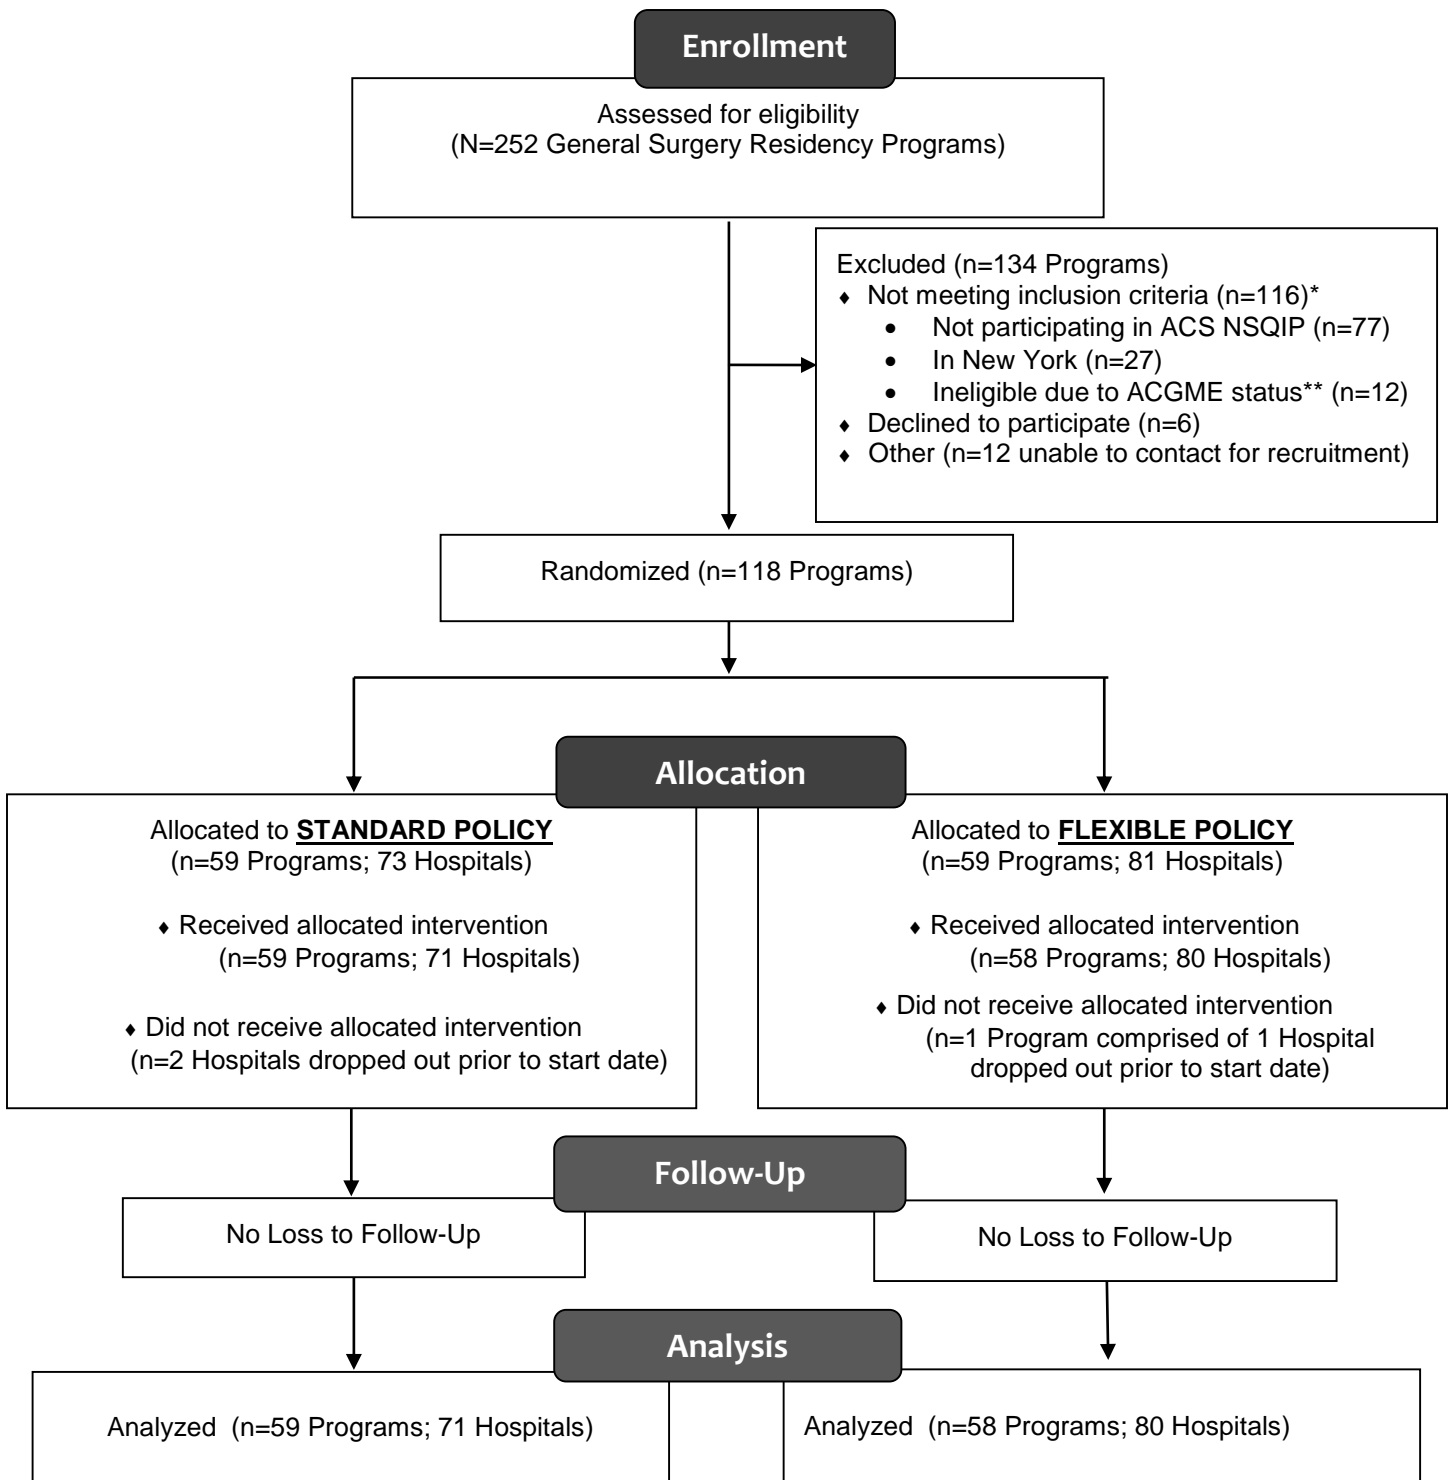 Enrollment
Assessed for eligibility
(N=252 General Surgery Residency Programs)
Excluded (n=134 Programs)
♦ Not meeting inclusion criteria (n=116)*
• Not participating in ACS NSQIP (n=77)
• In New York (n=27)
• Ineligible due to ACGME status** (n=12)
♦ Declined to participate (n=6)
♦ Other (n=12 unable to contact for recruitment)
Randomized (n=118 Programs)
Allocation
Allocated to STANDARD POLICY
(n=59 Programs; 73 Hospitals)
♦ Received allocated intervention
(n=59 Programs; 71 Hospitals)
♦ Did not receive allocated intervention
(n=2 Hospitals dropped out prior to start date)
Allocated to FLEXIBLE POLICY
(n=59 Programs; 81 Hospitals)
♦ Received allocated intervention
(n=58 Programs; 80 Hospitals)
♦ Did not receive allocated intervention
(n=1 Program comprised of 1 Hospital
dropped out prior to start date)
Follow-Up
No Loss to Follow-Up
No Loss to Follow-Up
Analysis
Analyzed (n=59 Programs; 71 Hospitals)
Analyzed (n=58 Programs; 80 Hospitals)